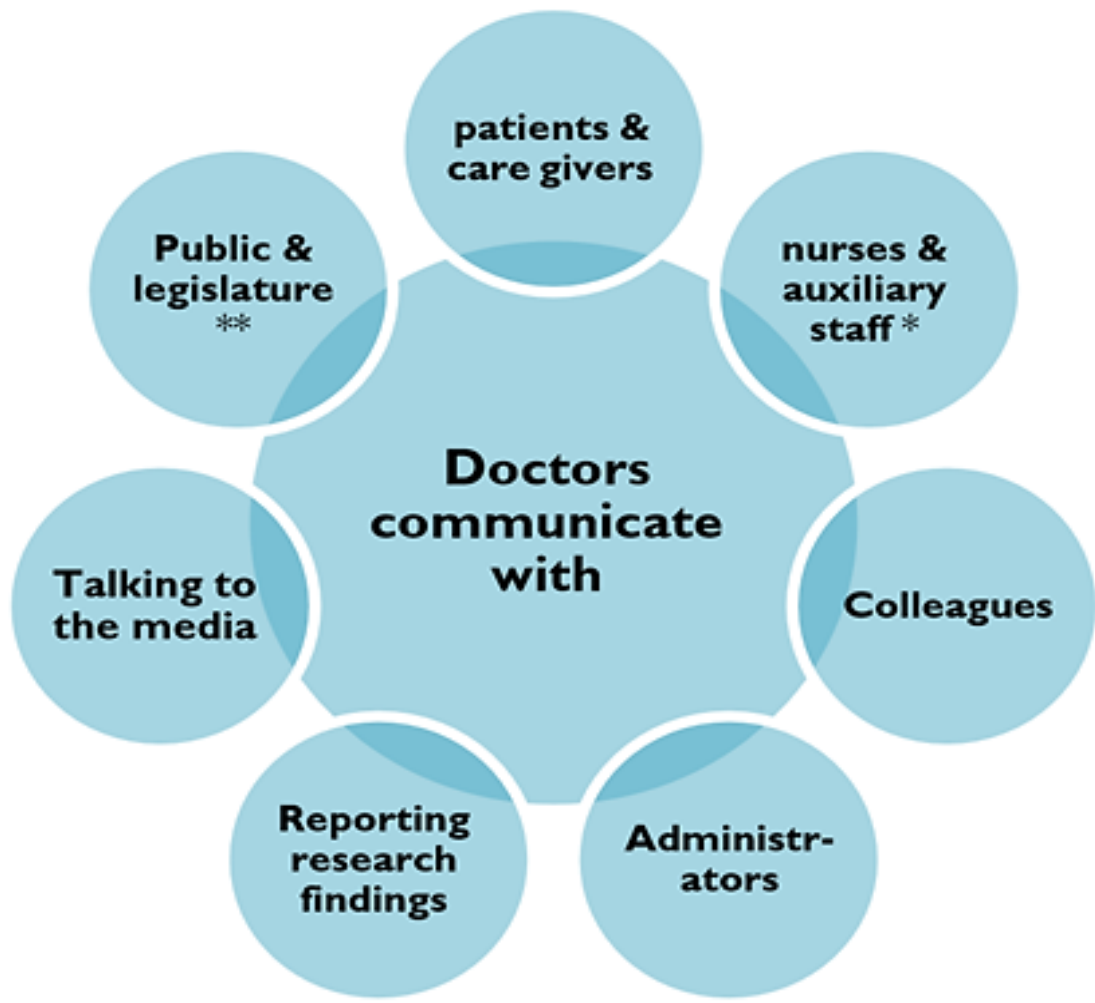 patients &
care givers
Public &
legislature
**
nurses &
auxiliary
staff *
Doctors
communicate
with
Talking to
the media
Colleagues
Reporting
research
findings
Administr-
ators